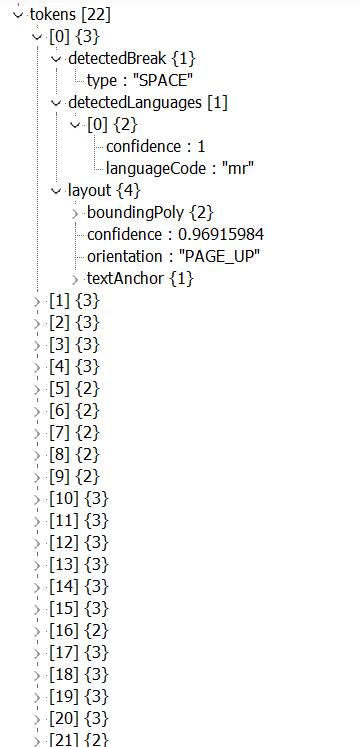 tokens [22]
[0] {3}
detectedBreak {1}
type : "SPACE"
detectedLanguages [1]
[0] {2}
confidence : 1
languageCode : "mr"
layout {4}
boundingPoly {2}
confidence : 0.96915984
orientation : "PAGE_UP"
textAnchor {1}
[1] {3}
[2] {3}
[3] {3}
[4] {3}
[5] {2}
[6] {2}
[7] {2}
[8] {2}
[9] {2}
[10] {3}
[11] {3}
[12] {3}
[13] {3}
[14] {3}
[15] {3}
[16] {2}
[17] {3}
[18] {3}
[19] {3}
[20] {3}
[21] {2}